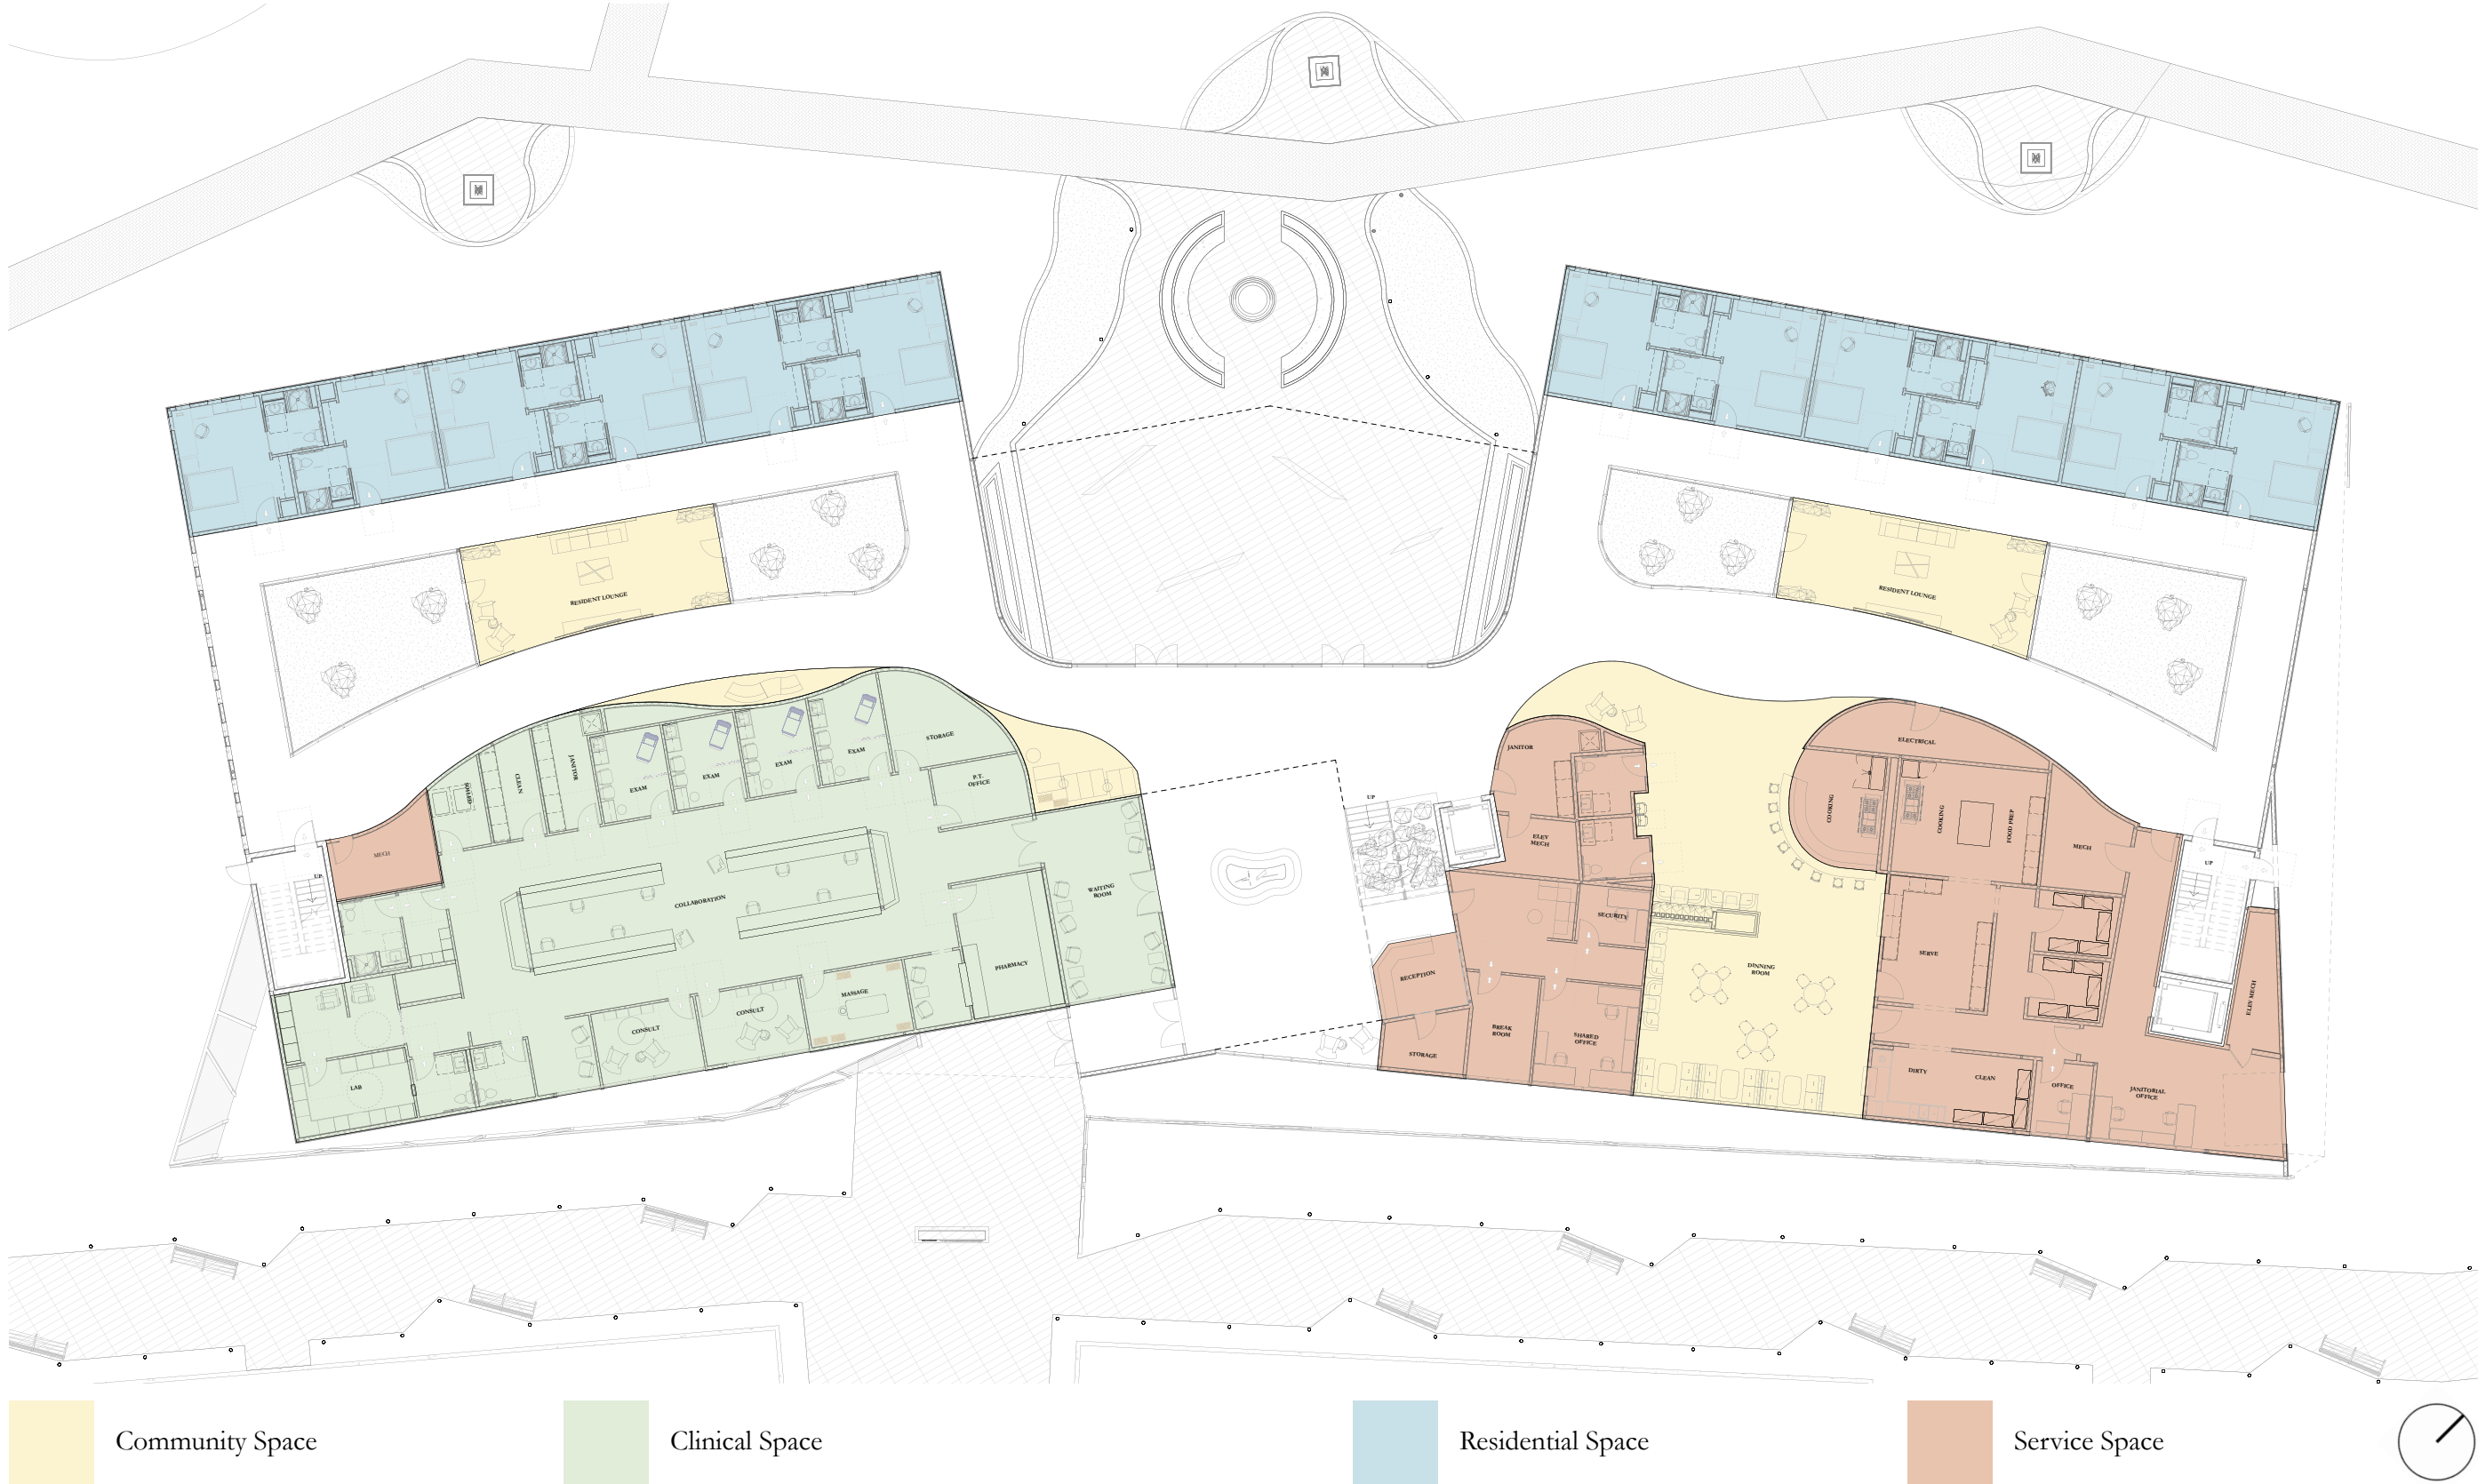 RESIDENT LOUNGE
RESIDENT LOUNGE
STORAGE
P.T.
OFFICE
EXAM
EXAM
EXAM
EXAM
JANITOR
CLEAN
MECH
UP
COLLABORATION
WAITING
ROOM
PHARMACY
MASSAGE
CONSULT
CONSULT
LAB
UP
JANITOR
ELEV
MECH
SECURITY
RECEPTION
STORAGE
BREAK
ROOM
SHARED
OFFICE
DINNING
ROOM
ELECTRICAL
COOKING
COOKING
FOOD PREP
MECH
UP
SERVE
ELEV MECH
DIRTY
CLEAN
OFFICE
JANITORIAL
OFFICE
Community Space
Clinical Space
Residential Space
Service Space